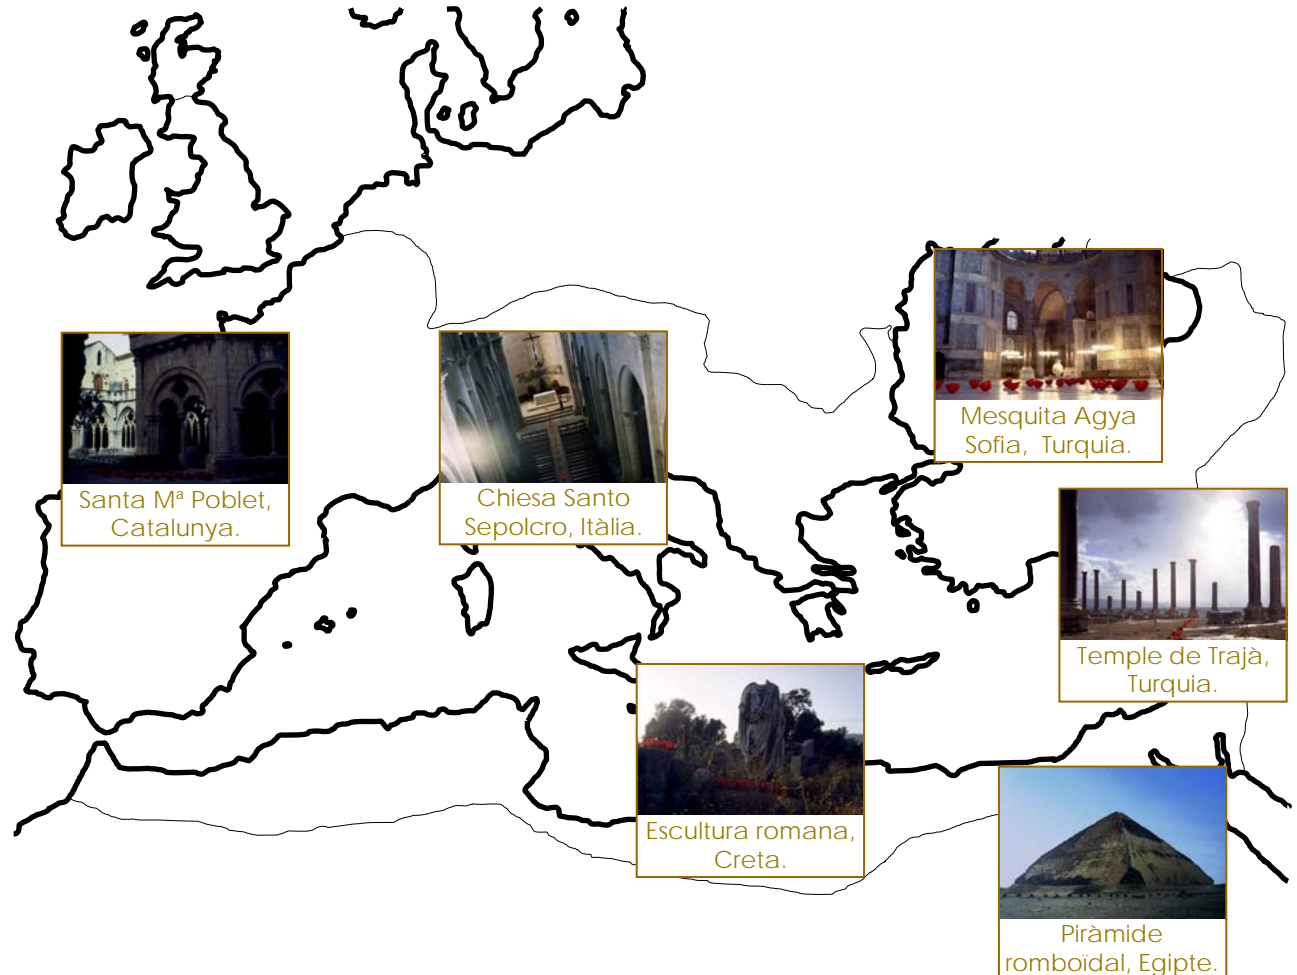 Mesquita Agya
Sofia, Turquia.
Santa Mª Poblet,
Catalunya.
Chiesa Santo
Sepolcro, Itàlia.
Temple de Trajà,
Turquia.
Escultura romana,
Creta.
Piràmide
romboïdal, Egipte.